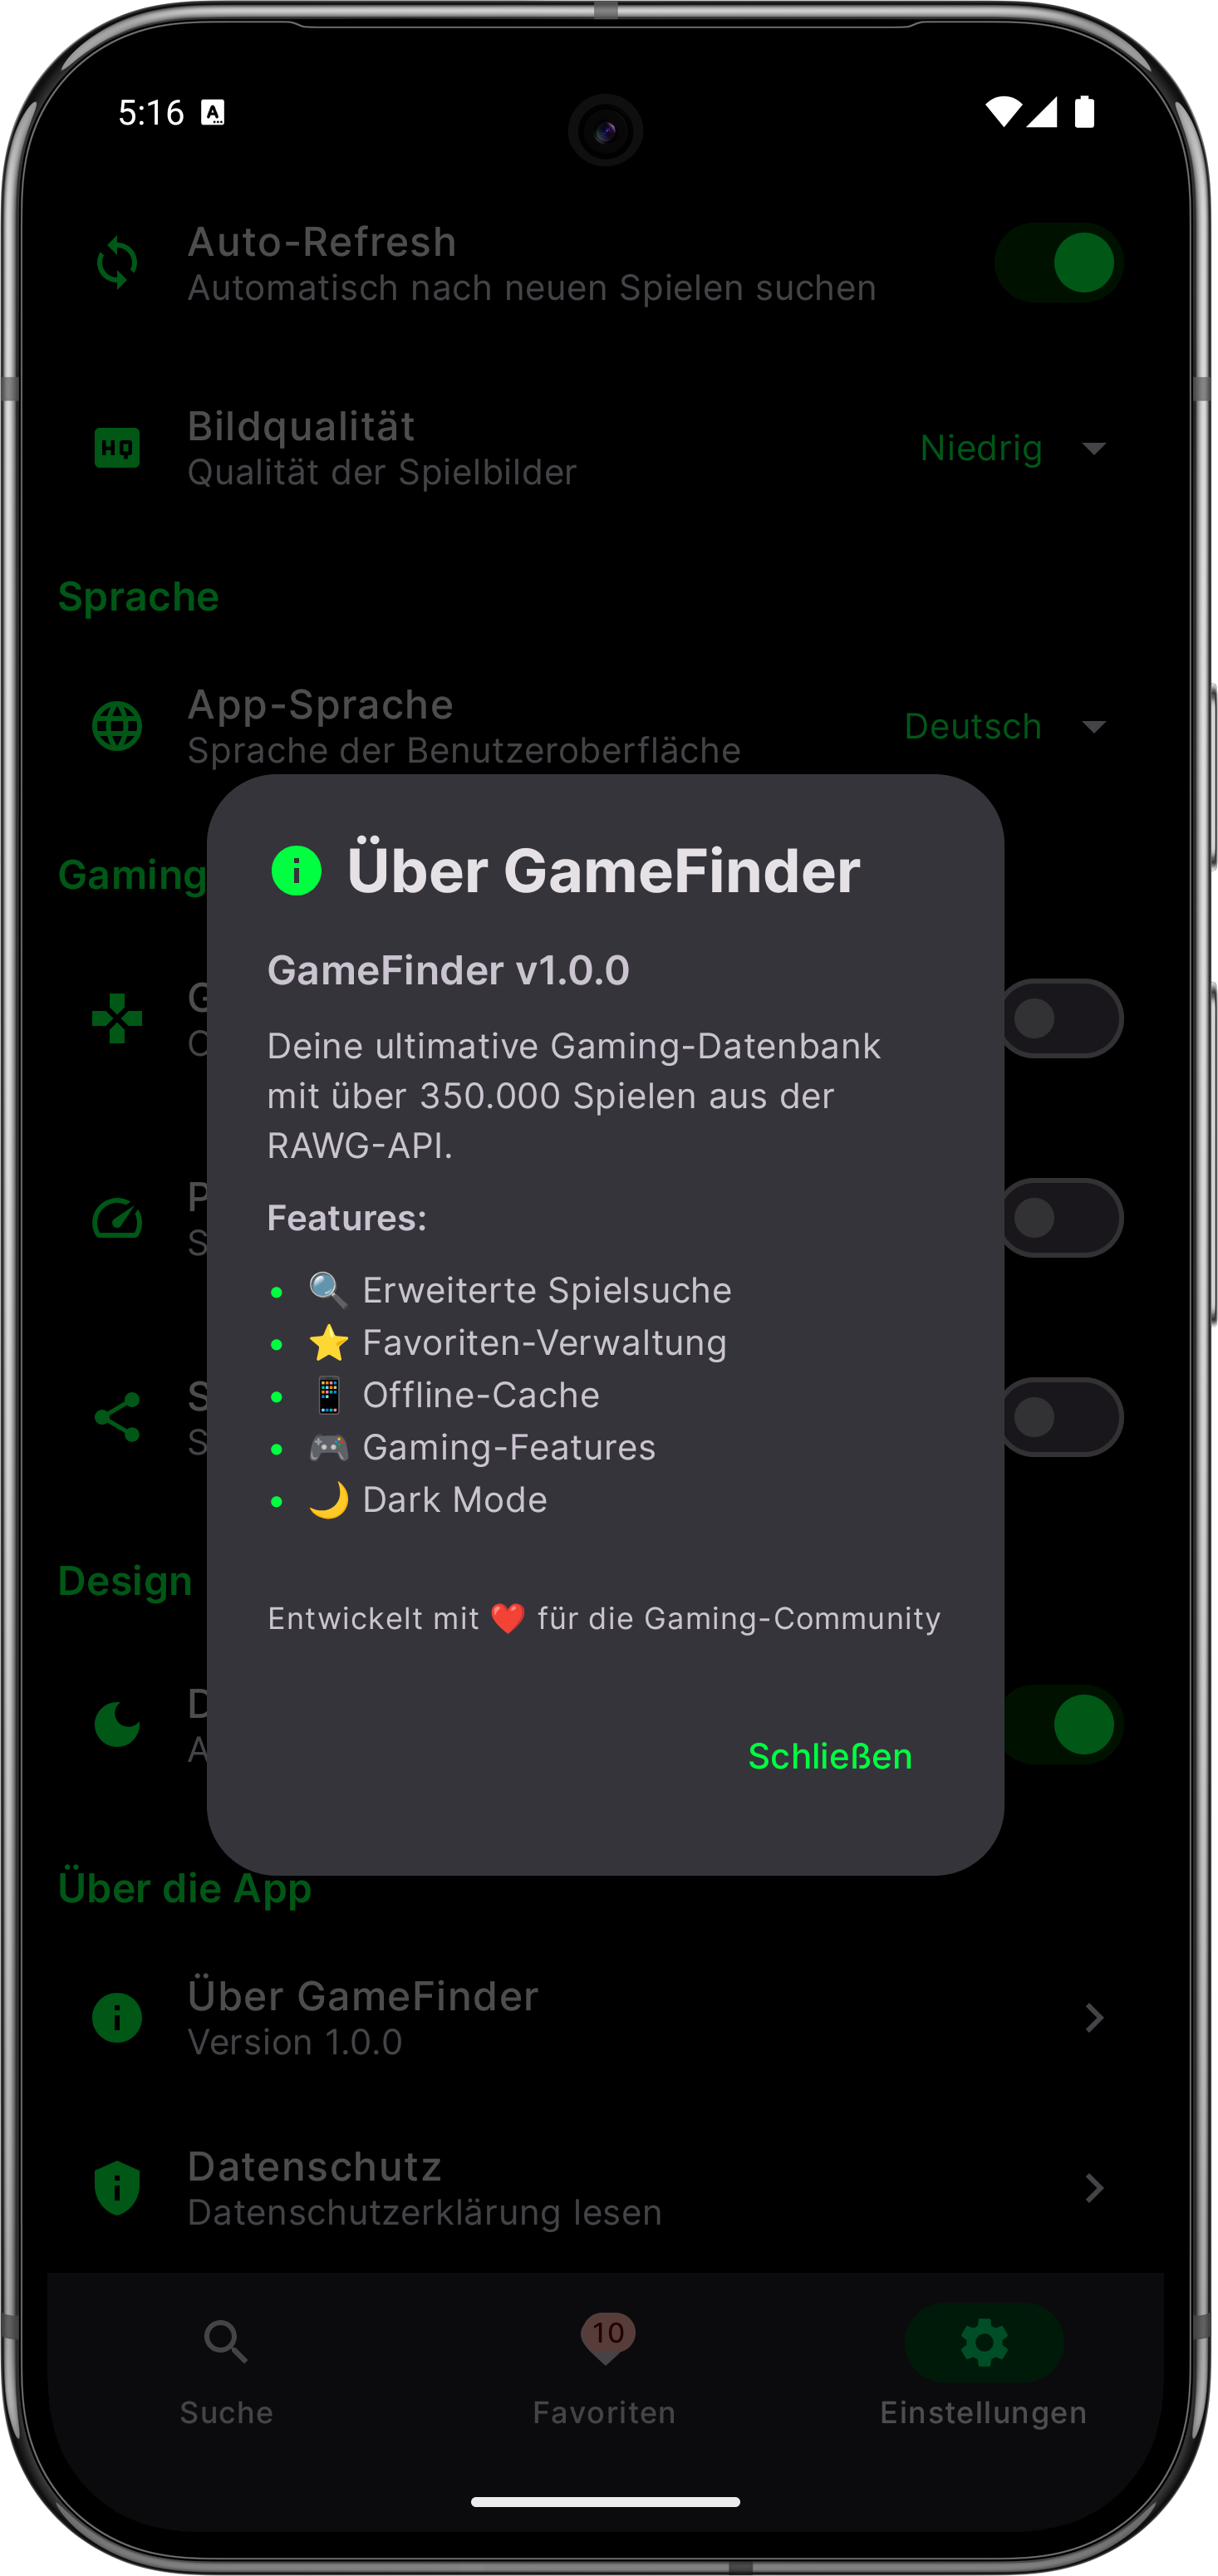 5:16
Auto-Refresh
Automatisch nach neuen Spielen suchen
HQ
Bildqualität
Qualität der Spielbilder
Niedrig
Sprache
App-Sprache
Sprache der Benutzeroberfläche
Deutsch
Gaming
Über GameFinder
GameFinder v1.0.0
Deine ultimative Gaming-Datenbank
mit über 350.000 Spielen aus der
RAWG-API.
Features:
• 🔍 Erweiterte Spielsuche
• ⭐ Favoriten-Verwaltung
• 📱 Offline-Cache
• 🎮 Gaming-Features
• 🌙 Dark Mode
Entwickelt mit ❤️ für die Gaming-Community
Schließen
Design
Über die App
Über GameFinder
Version 1.0.0
Datenschutz
Datenschutzerklärung lesen
10
Suche
Favoriten
Einstellungen